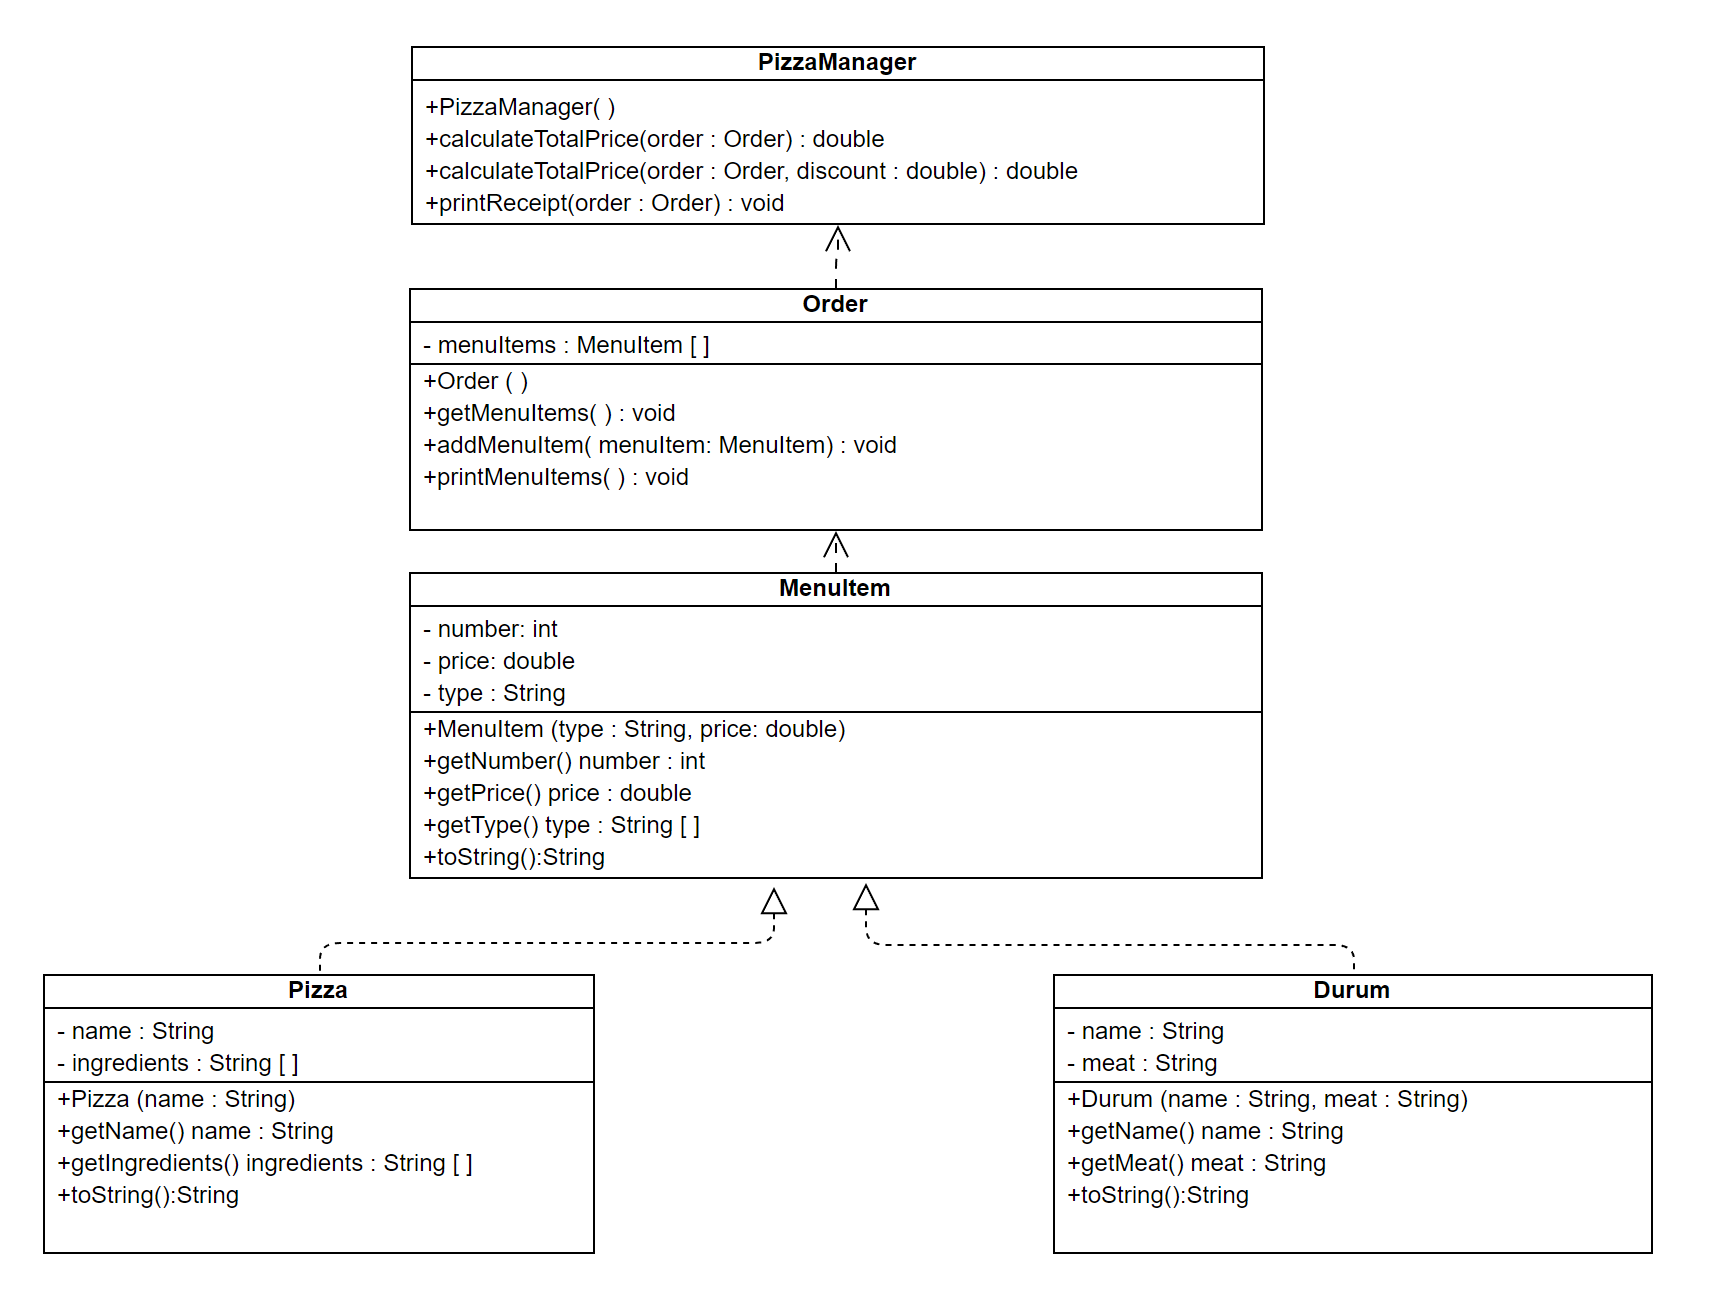 PizzaManager
+PizzaManager( )
+calculateTotalPrice(order : Order) : double
+calculateTotalPrice(order : Order, discount : double) : double
+printReceipt(order : Order) : void
Order
- menuItems : MenuItem [ ]
+Order ( )
+getMenuItems( ) : void
+addMenuItem( menuItem: MenuItem) : void
+printMenuItems( ) : void
MenuItem
- number: int
- price: double
- type : String
+MenuItem (type : String, price: double)
+getNumber() number : int
+getPrice() price : double
+getType() type : String [ ]
+toString():String
Pizza
- name : String
- ingredients : String [ ]
+Pizza (name : String)
+getName() name : String
+getIngredients() ingredients : String [ ]
+toString():String
Durum
- name : String
- meat : String
+Durum (name : String, meat : String)
+getName() name : String
+getMeat() meat : String
+toString():String